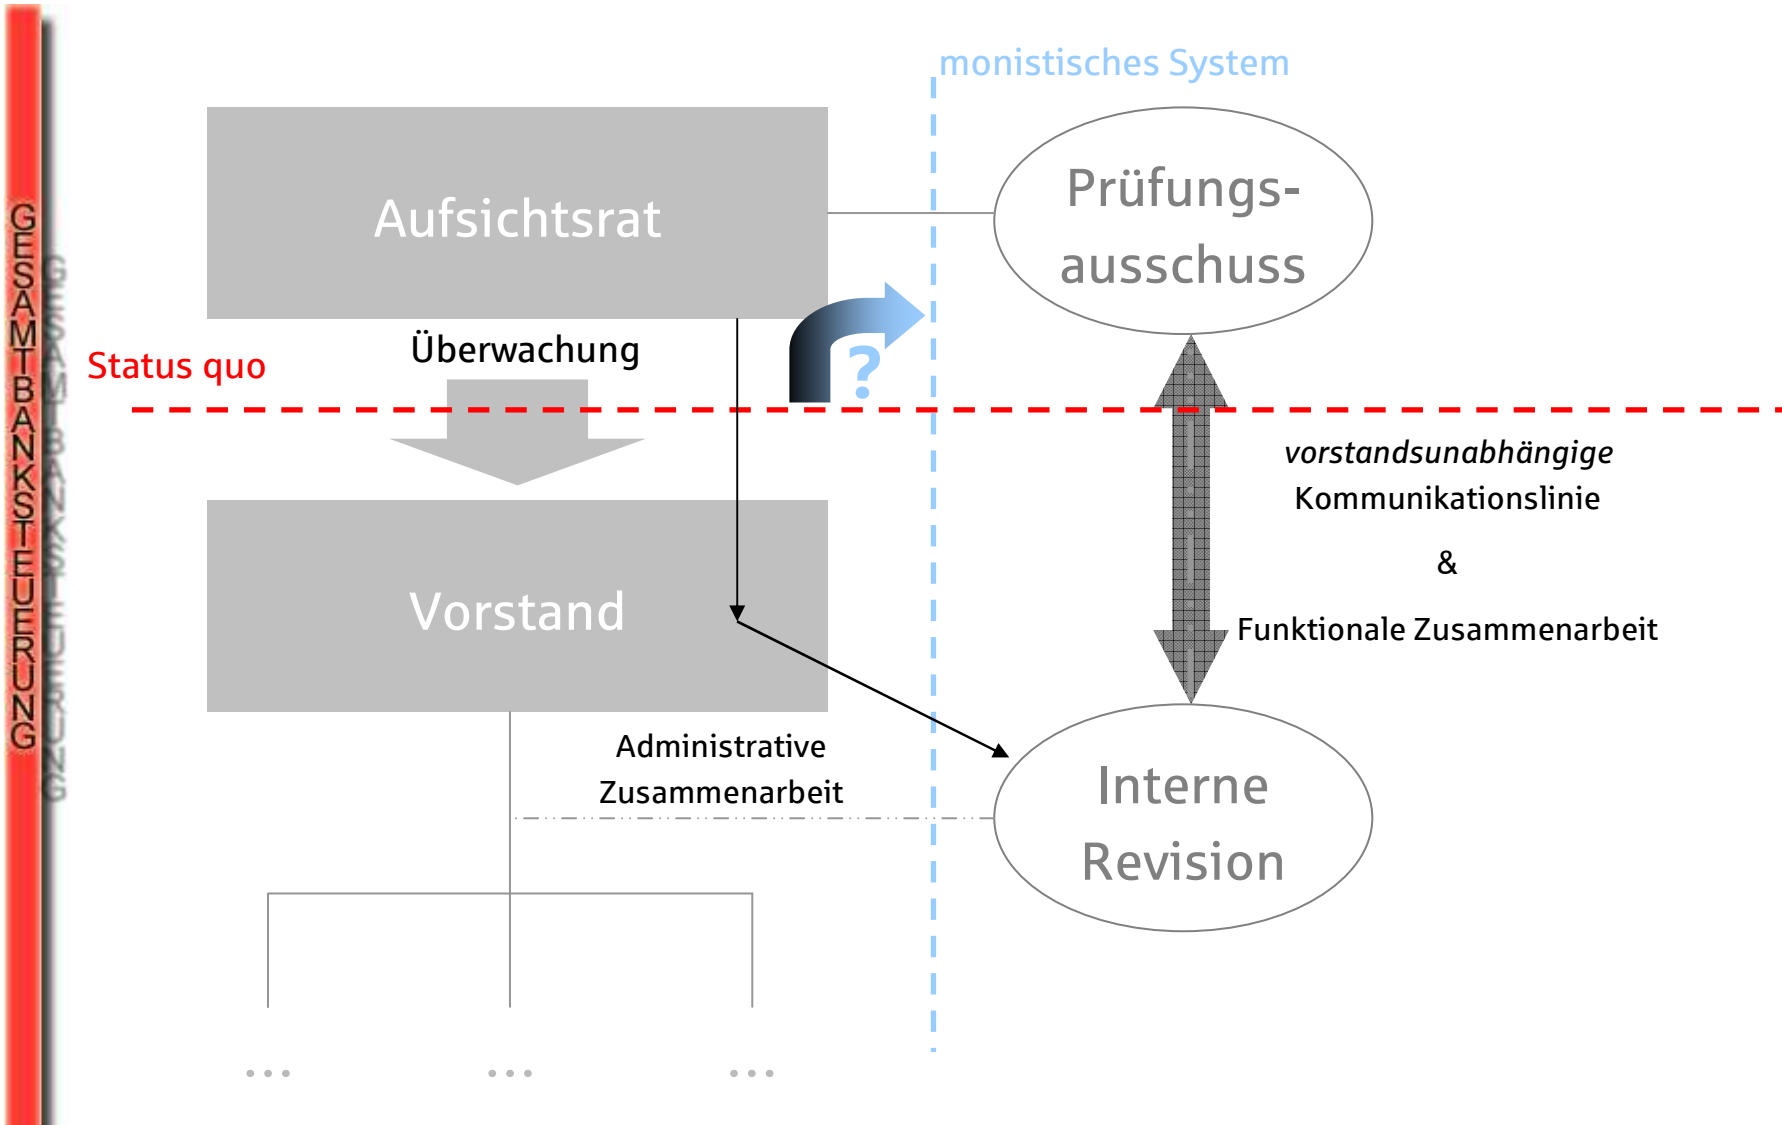 GESAMTBANKSTEUERUNG
monistisches System
Aufsichtsrat
Prüfungs-
ausschuss
Überwachung
Status quo
?
vorstandsunabhängige
Kommunikationslinie
&
Funktionale Zusammenarbeit
Vorstand
Administrative
Zusammenarbeit
Interne
Revision
... ... ...